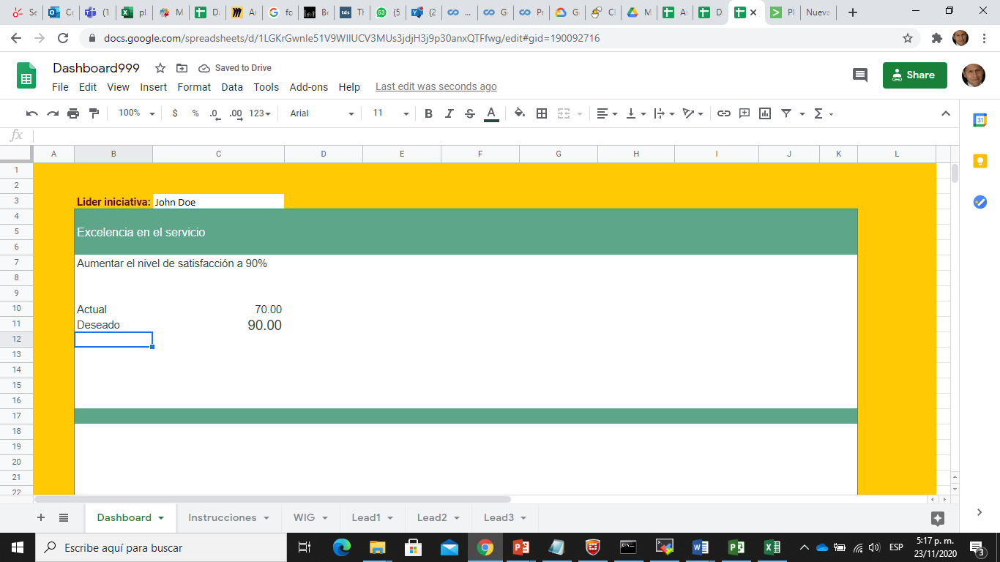 Se
Co
(1
pl
M
Da
An
fc
Be
Th
(5
(2
...
G
Pr
G
Cl
M
A
D
Pl
Nueva
docs.google.com/spreadsheets/d/1LGKrGwnIe51V9WIIUCV3MUs3jdjH3j9p30anxQTFfwg/edit#gid=190092716
Dashboard999
Saved to Drive
Share
File Edit View Insert Format Data Tools Add-ons Help Last edit was seconds ago
100% $ % .0 .00 123 Arial 11 B I S A
fx
A B C D E F G H I J K L
1
2
3 Lider iniciativa: John Doe
4
5 Excelencia en el servicio
6
7 Aumentar el nivel de satisfacción a 90%
8
9
10 Actual 70.00
11 Deseado 90.00
12
13
14
15
16
17
18
19
20
21
22
Dashboard Instrucciones WIG Lead1 Lead2 Lead3
Escribe aquí para buscar
ESP
5:17 p. m.
23/11/2020
3